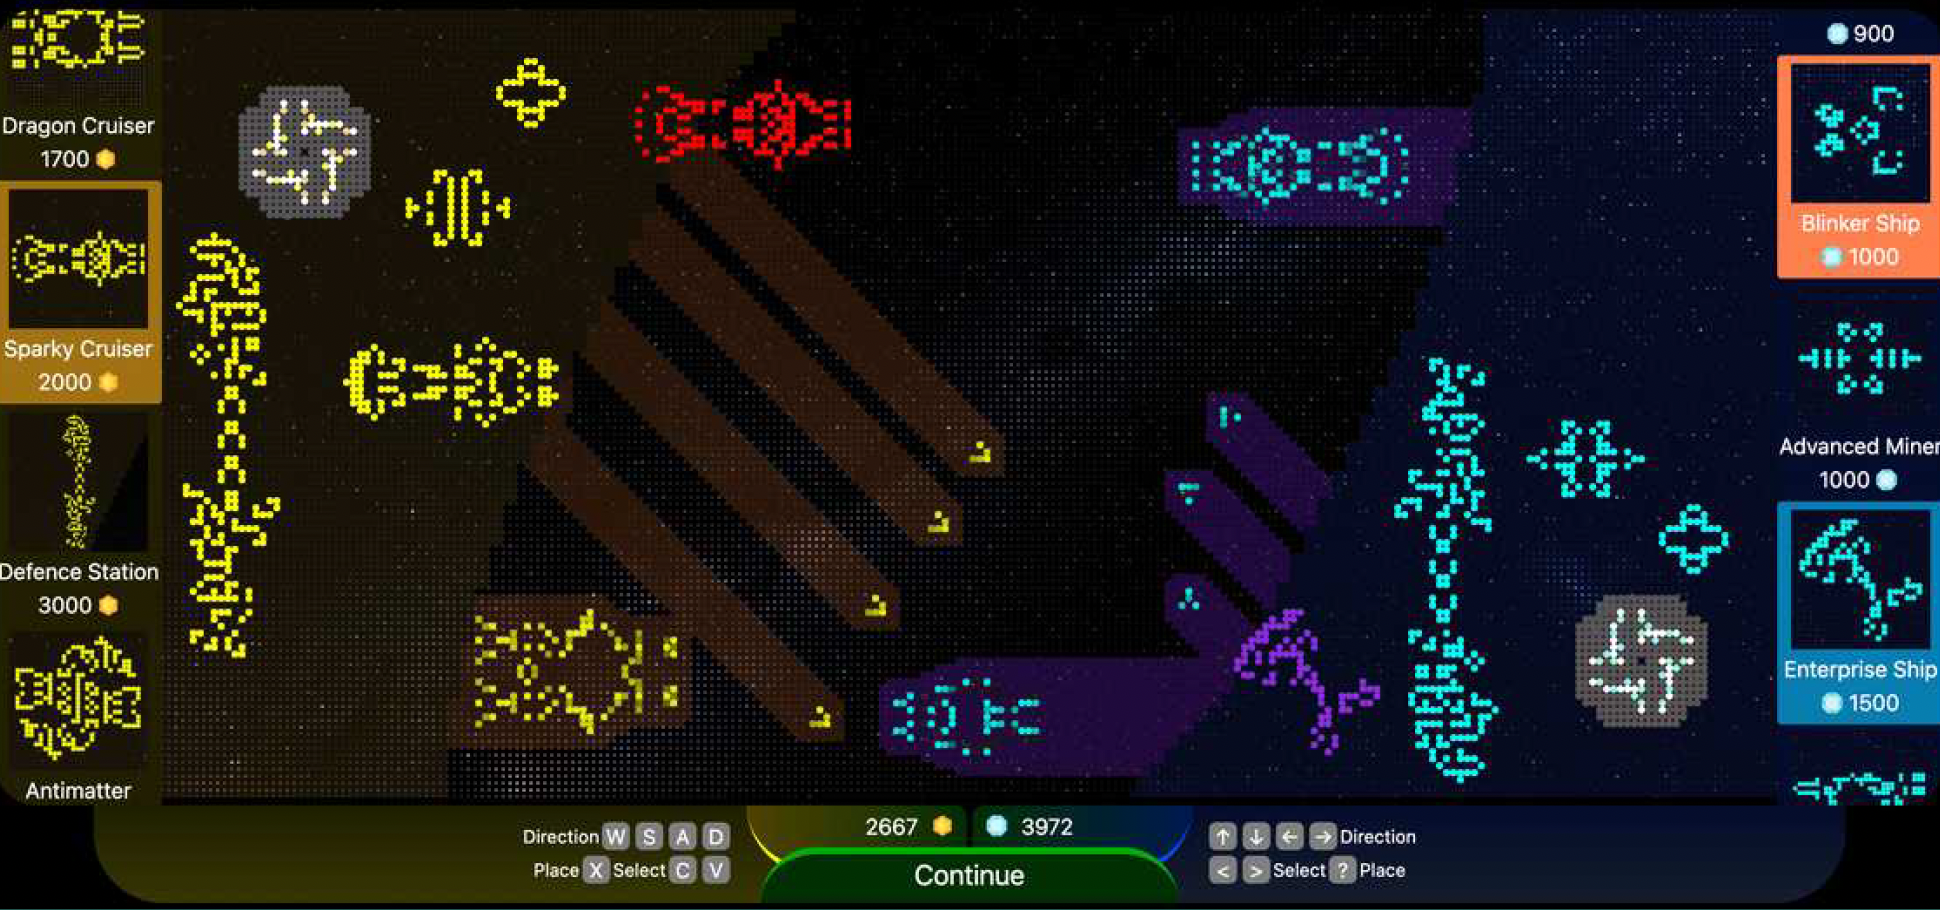 Dragon Cruiser
1700
Sparky Cruiser
2000
Defence Station
3000
Antimatter
900
Blinker Ship
1000
Advanced Miner
1000
Enterprise Ship
1500
2667
3972
Direction W S A D
Place X Select C V
Continue
↑ ↓ ← → Direction
< > Select ? Place